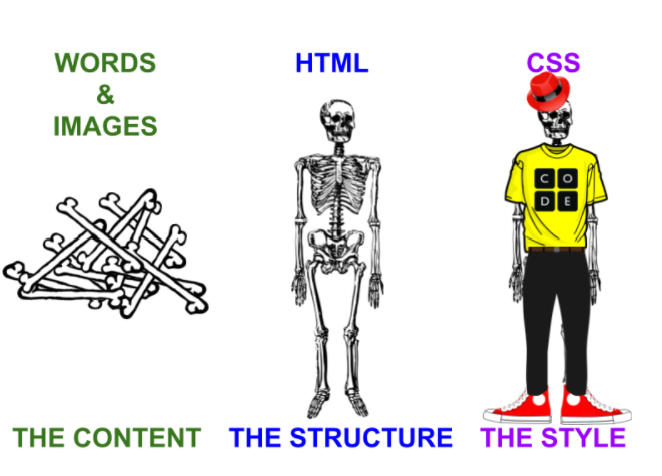 WORDS
&
IMAGES
HTML
CSS
C O
D E
THE CONTENT
THE STRUCTURE
THE STYLE